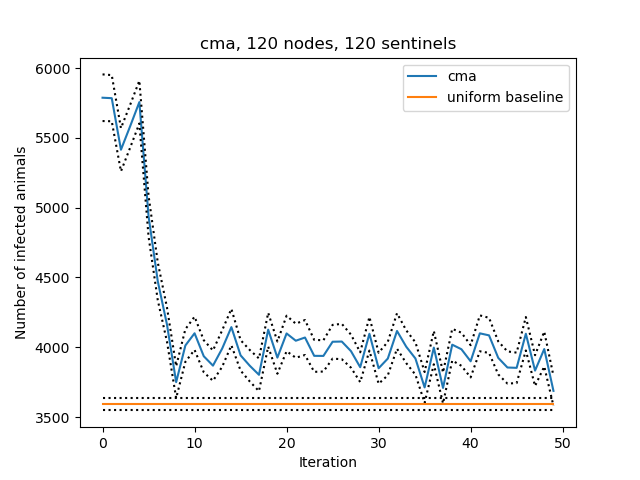 cma, 120 nodes, 120 sentinels
cma
uniform baseline
Number of infected animals
6000
5500
5000
4500
4000
3500
0 10 20 30 40 50
Iteration